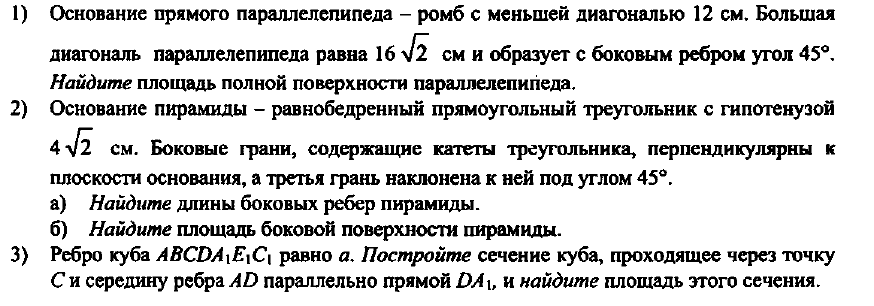 1) Основание прямого параллелепипеда – ромб с меньшей диагональю 12 см. Большая
диагональ параллелепипеда равна 16√2 см и образует с боковым ребром угол 45°.
Найдите площадь полной поверхности параллелепипеда.
2) Основание пирамиды – равнобедренный прямоугольный треугольник с гипотенузой
4√2 см. Боковые грани, содержащие катеты треугольника, перпендикулярны к
плоскости основания, а третья грань наклонена к ней под углом 45°.
а) Найдите длины боковых ребер пирамиды.
б) Найдите площадь боковой поверхности пирамиды.
3) Ребро куба ABCDA₁E₁C₁ равно a. Постройте сечение куба, проходящее через точку
C и середину ребра AD параллельно прямой DA₁, и найдите площадь этого сечения.